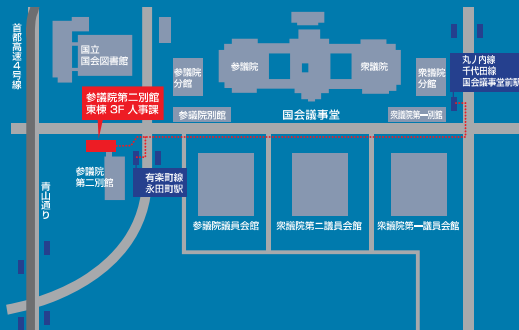 首都高速4号線
国立
国会図書館
参議院
分館
参議院
衆議院
衆議院
分館
丸ノ内線
千代田線
国会議事堂前駅
参議院第二別館
東棟 3F 人事課
参議院別館
国会議事堂
衆議院第一別館
参議院
第二別館
有楽町線
永田町駅
青山通り
参議院議員会館
衆議院第二議員会館
衆議院第一議員会館